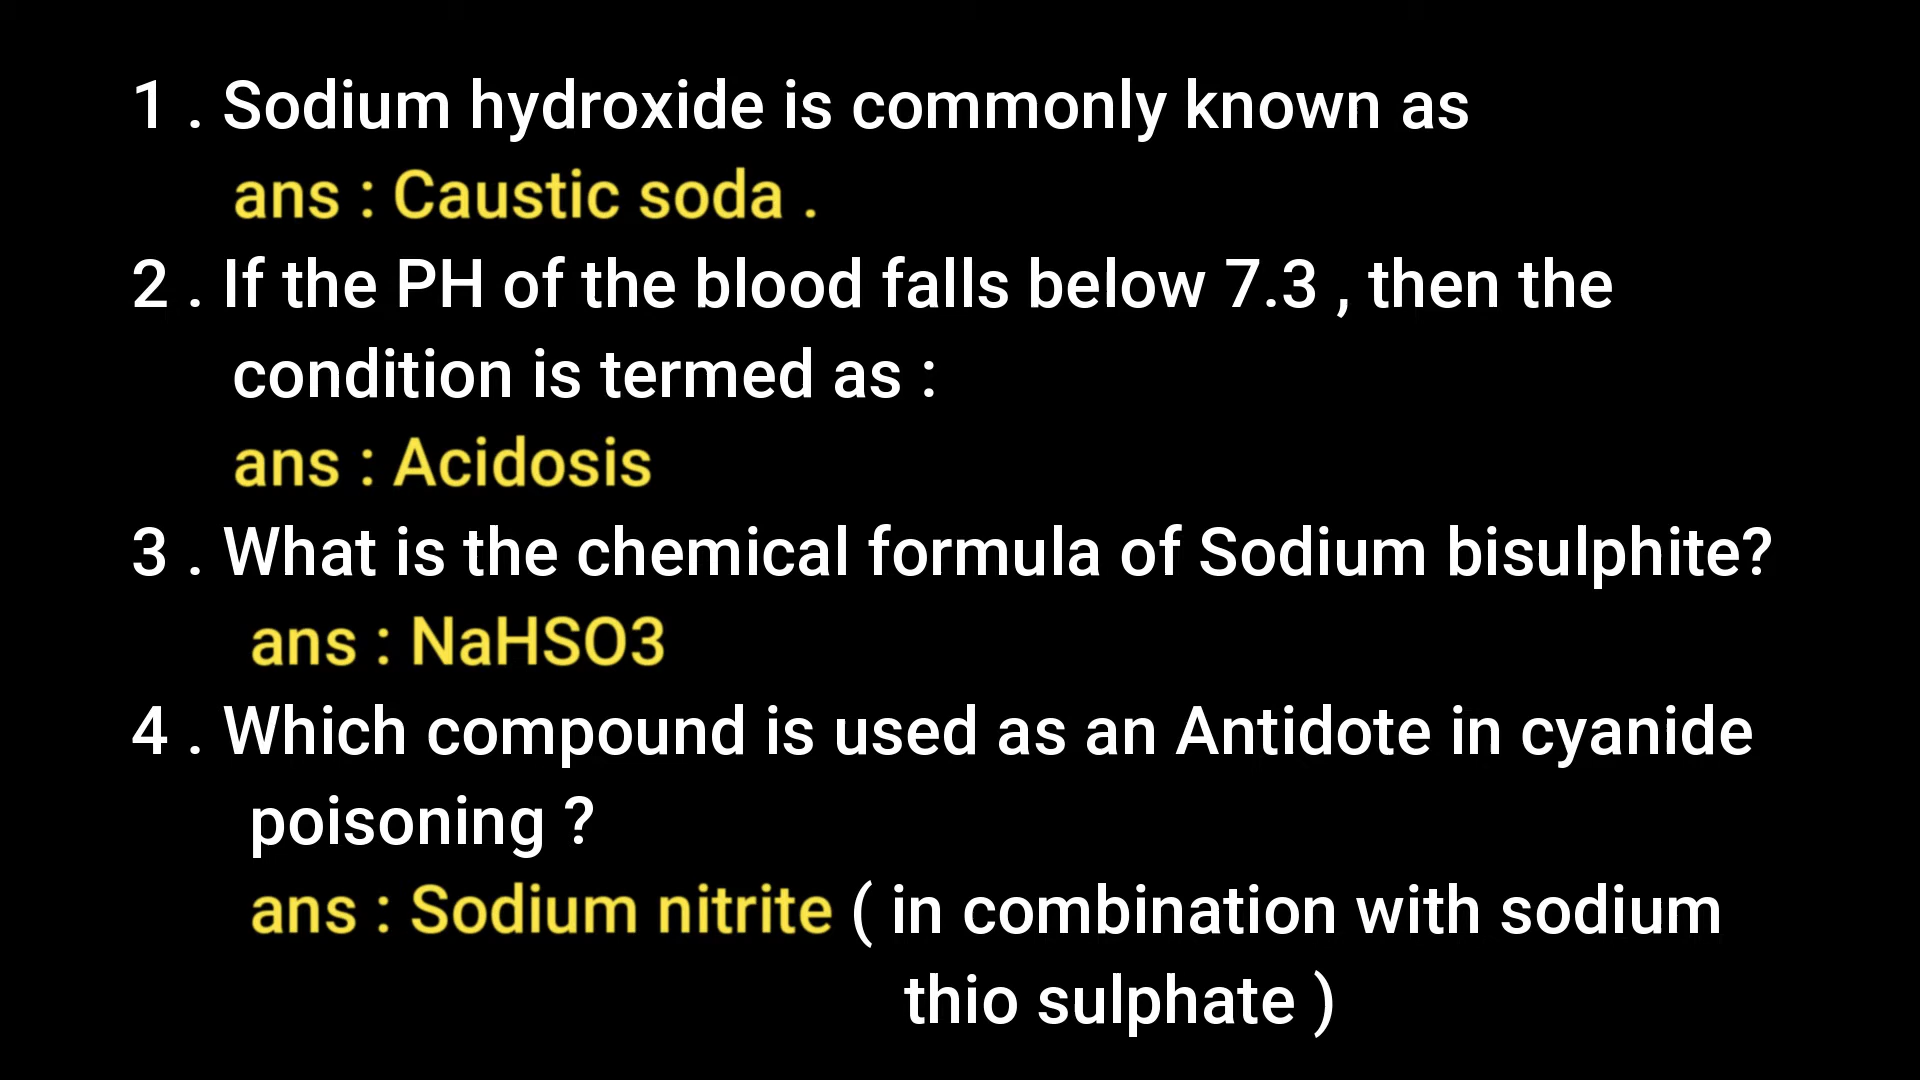 1 . Sodium hydroxide is commonly known as
ans : Caustic soda .
2 . If the PH of the blood falls below 7.3 , then the
condition is termed as :
ans : Acidosis
3 . What is the chemical formula of Sodium bisulphite?
ans : NaHSO3
4 . Which compound is used as an Antidote in cyanide
poisoning ?
ans : Sodium nitrite ( in combination with sodium
thio sulphate )